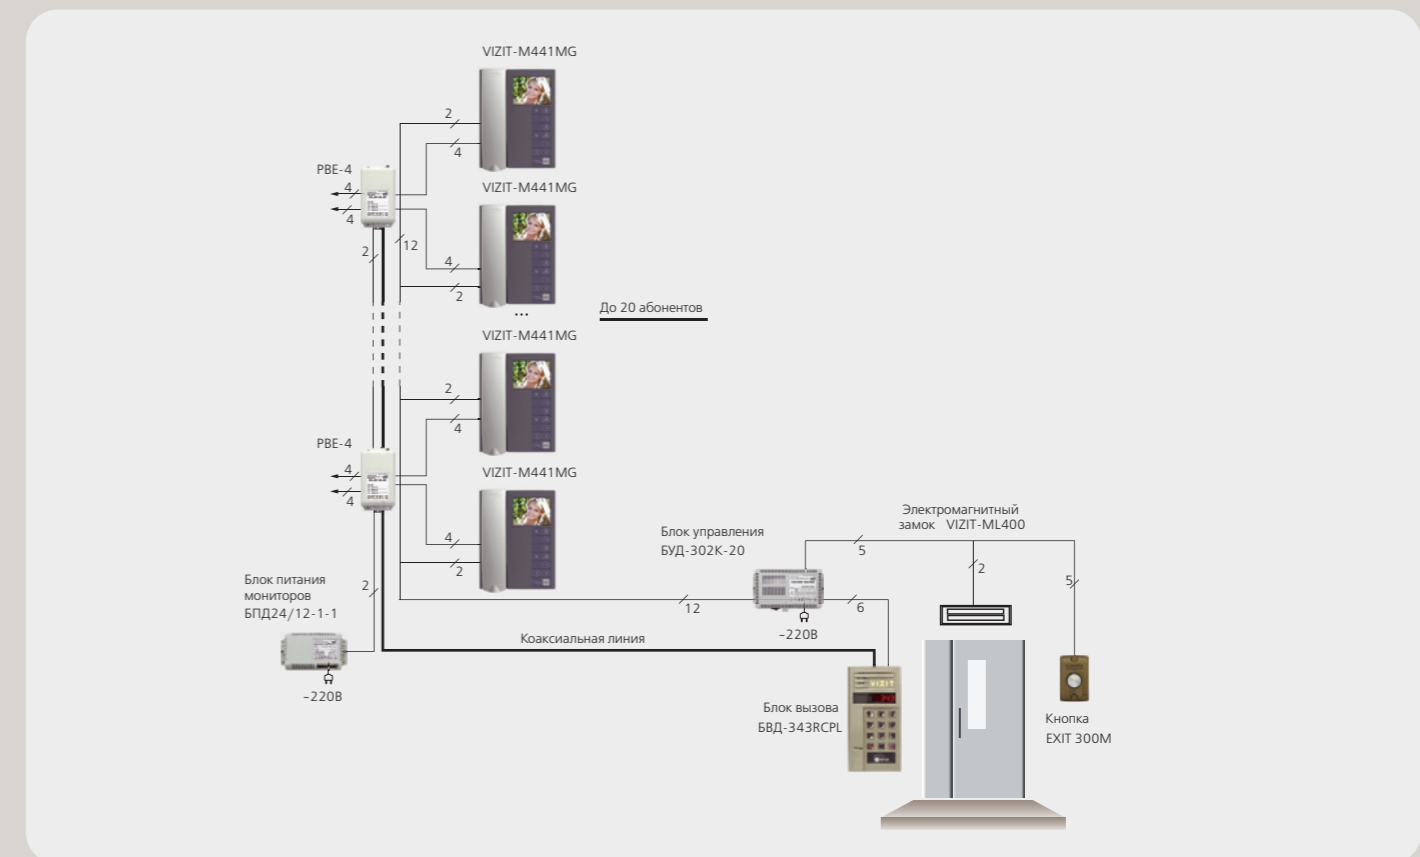 VIZIT-M441MG
2
4
РВЕ-4
4
4
VIZIT-M441MG
2
12
4
2
...
До 20 абонентов
VIZIT-M441MG
2
4
РВЕ-4
4
4
VIZIT-M441MG
4
2
Блок питания
мониторов
БПД24/12-1-1
2
~220В
Блок управления
БУД-302К-20
12
6
~220В
5
Электромагнитный
замок VIZIT-ML400
2
5
Коаксиальная линия
Блок вызова
БВД-343RCPL
VIZIT
Кнопка
EXIT 300M